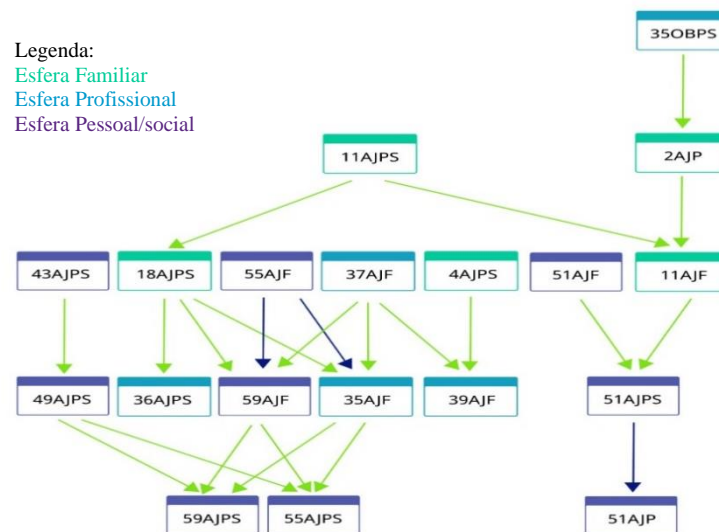 35OBPS
Legenda:
Esfera Familiar
Esfera Profissional
Esfera Pessoal/social
11AJPS 2AJP
43AJPS 18AJPS 55AJF 37AJF 4AJPS 51AJF 11AJF
49AJPS 36AJPS 59AJF 35AJF 39AJF 51AJPS
59AJPS 55AJPS 51AJP